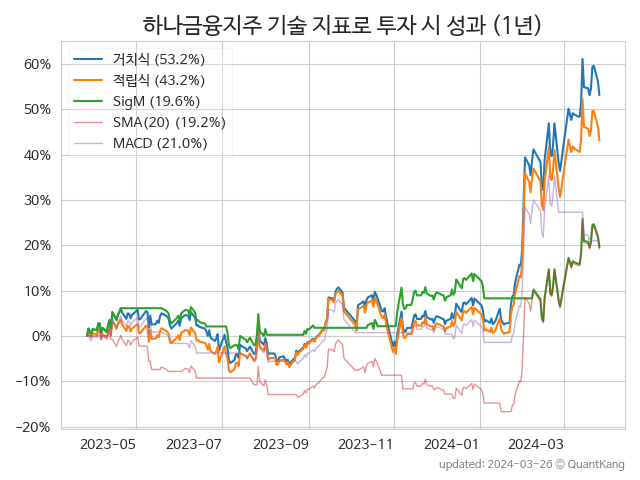 하나금융지주 기술 지표로 투자 시 성과 (1년)
거치식 (53.2%)
적립식 (43.2%)
SigM (19.6%)
SMA(20) (19.2%)
MACD (21.0%)
60%
50%
40%
30%
20%
10%
0%
−10%
−20%
2023-05 2023-07 2023-09 2023-11 2024-01 2024-03
updated: 2024-03-26 © QuantKang